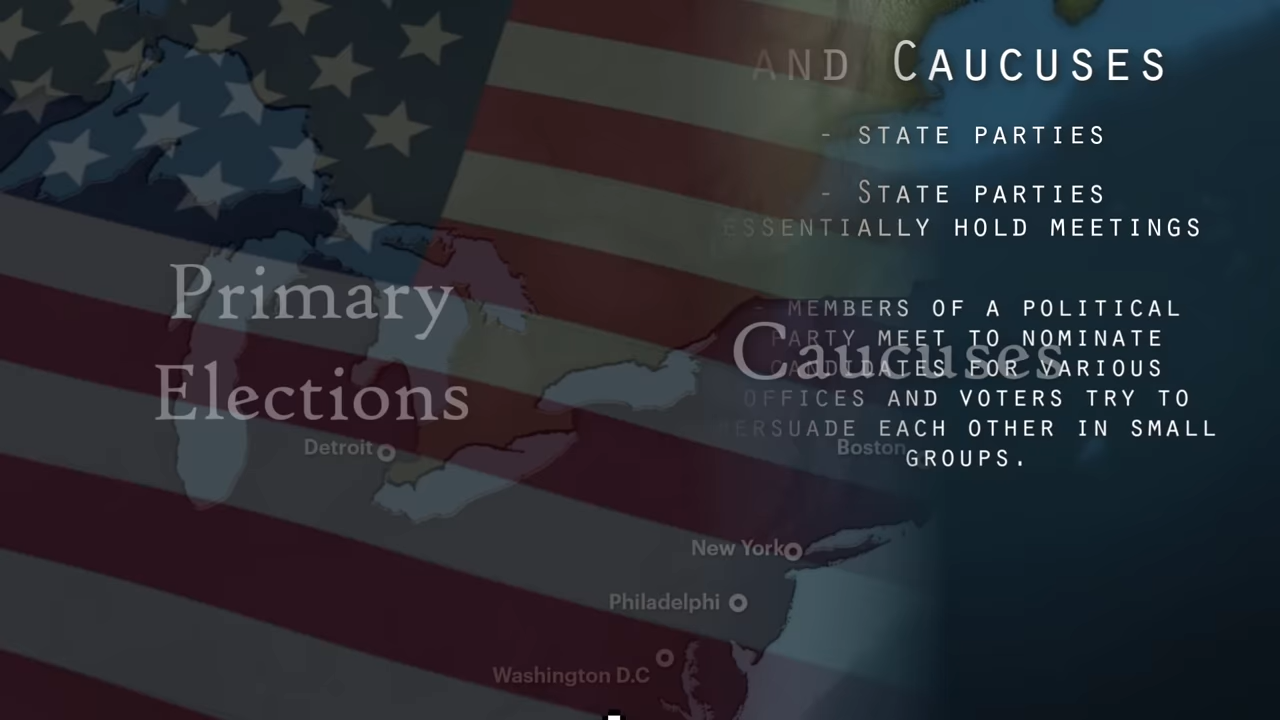 AND CAUCUSES
- STATE PARTIES
- STATE PARTIES
ESSENTIALLY HOLD MEETINGS
- MEMBERS OF A POLITICAL
PARTY MEET TO NOMINATE
CANDIDATES FOR VARIOUS
OFFICES AND VOTERS TRY TO
PERSUADE EACH OTHER IN SMALL
GROUPS.
Primary
Elections
Caucuses
Detroit
Boston
New York
Philadelphi
Washington D.C